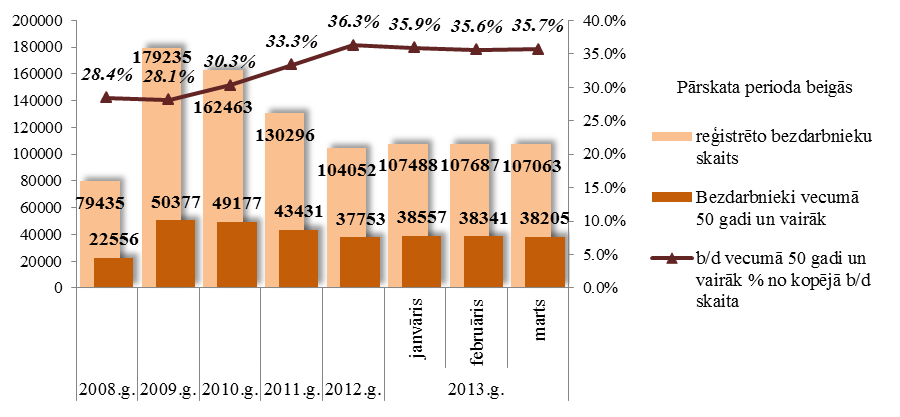 200000
180000
160000
140000
120000
100000
80000
60000
40000
20000
0
28.4%
28.1%
30.3%
33.3%
36.3%
35.9%
35.6%
35.7%
179235
162463
130296
104052
107488
107687
107063
79435
22556
50377
49177
43431
37753
38557
38341
38205
40.0%
35.0%
30.0%
25.0%
20.0%
15.0%
10.0%
5.0%
0.0%
janvāris
februāris
marts
2008.g.
2009.g.
2010.g.
2011.g.
2012.g.
2013.g.
Pārskata perioda beigās
reģistrēto bezdarbnieku
skaits
Bezdarbnieki vecumā
50 gadi un vairāk
b/d vecumā 50 gadi un
vairāk % no kopējā b/d
skaita